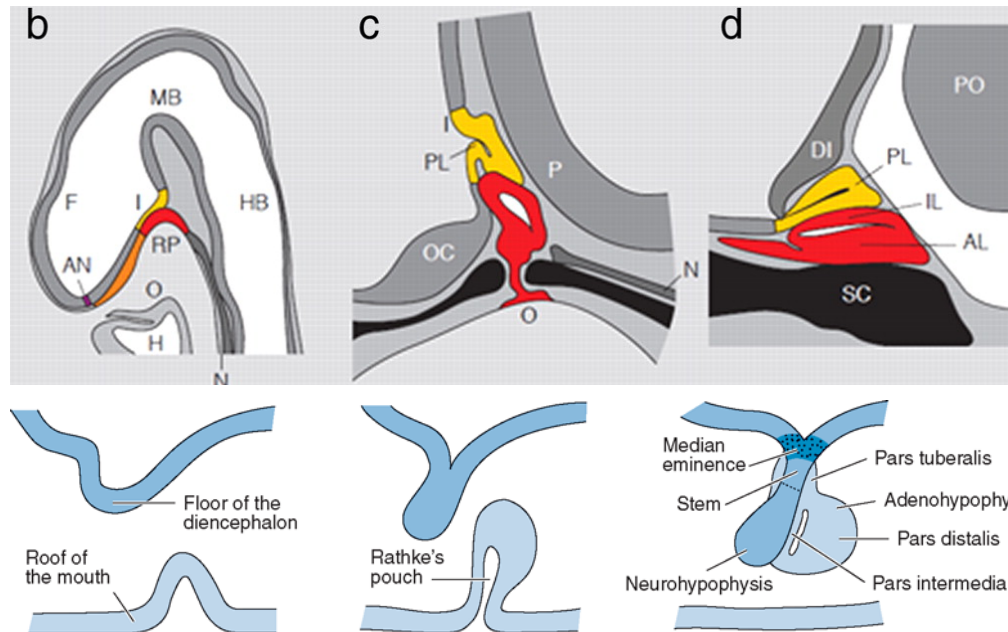 b
MB
F
I
HB
RP
AN
O
H
N
c
I
PL
P
OC
N
O
d
PO
DI
PL
IL
AL
SC
Floor of the
diencephalon
Roof of
the mouth
Rathke's
pouch
Median
eminence
Stem
Neurohypophysis
Pars tuberalis
Adenohypophy
Pars distalis
Pars intermedia